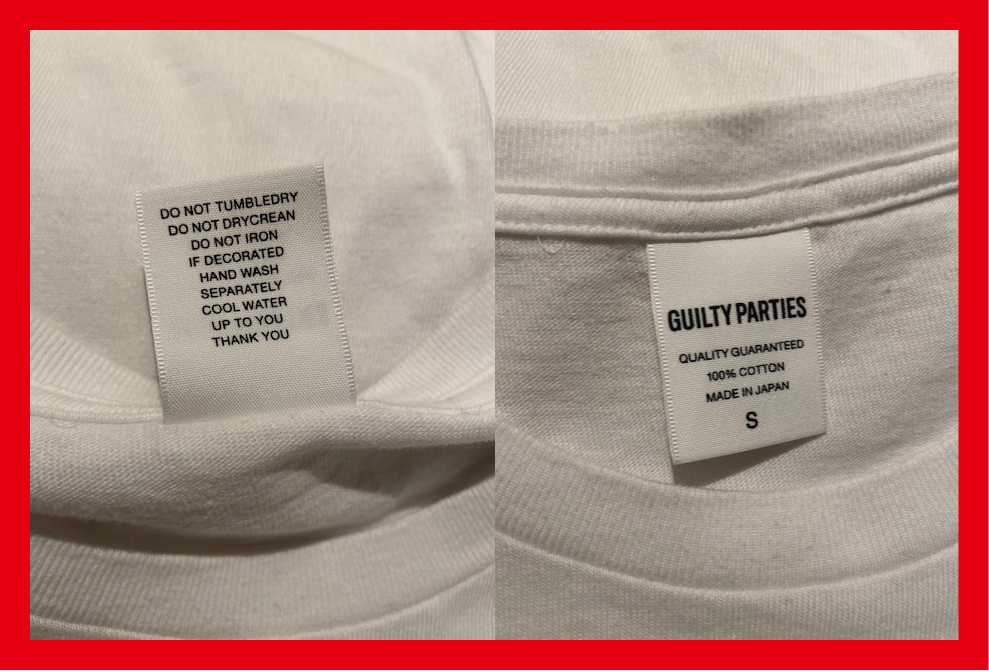 DO NOT TUMBLEDRY
DO NOT DRYCREAN
DO NOT IRON
IF DECORATED
HAND WASH
SEPARATELY
COOL WATER
UP TO YOU
THANK YOU
GUILTY PARTIES
QUALITY GUARANTEED
100% COTTON
MADE IN JAPAN
S